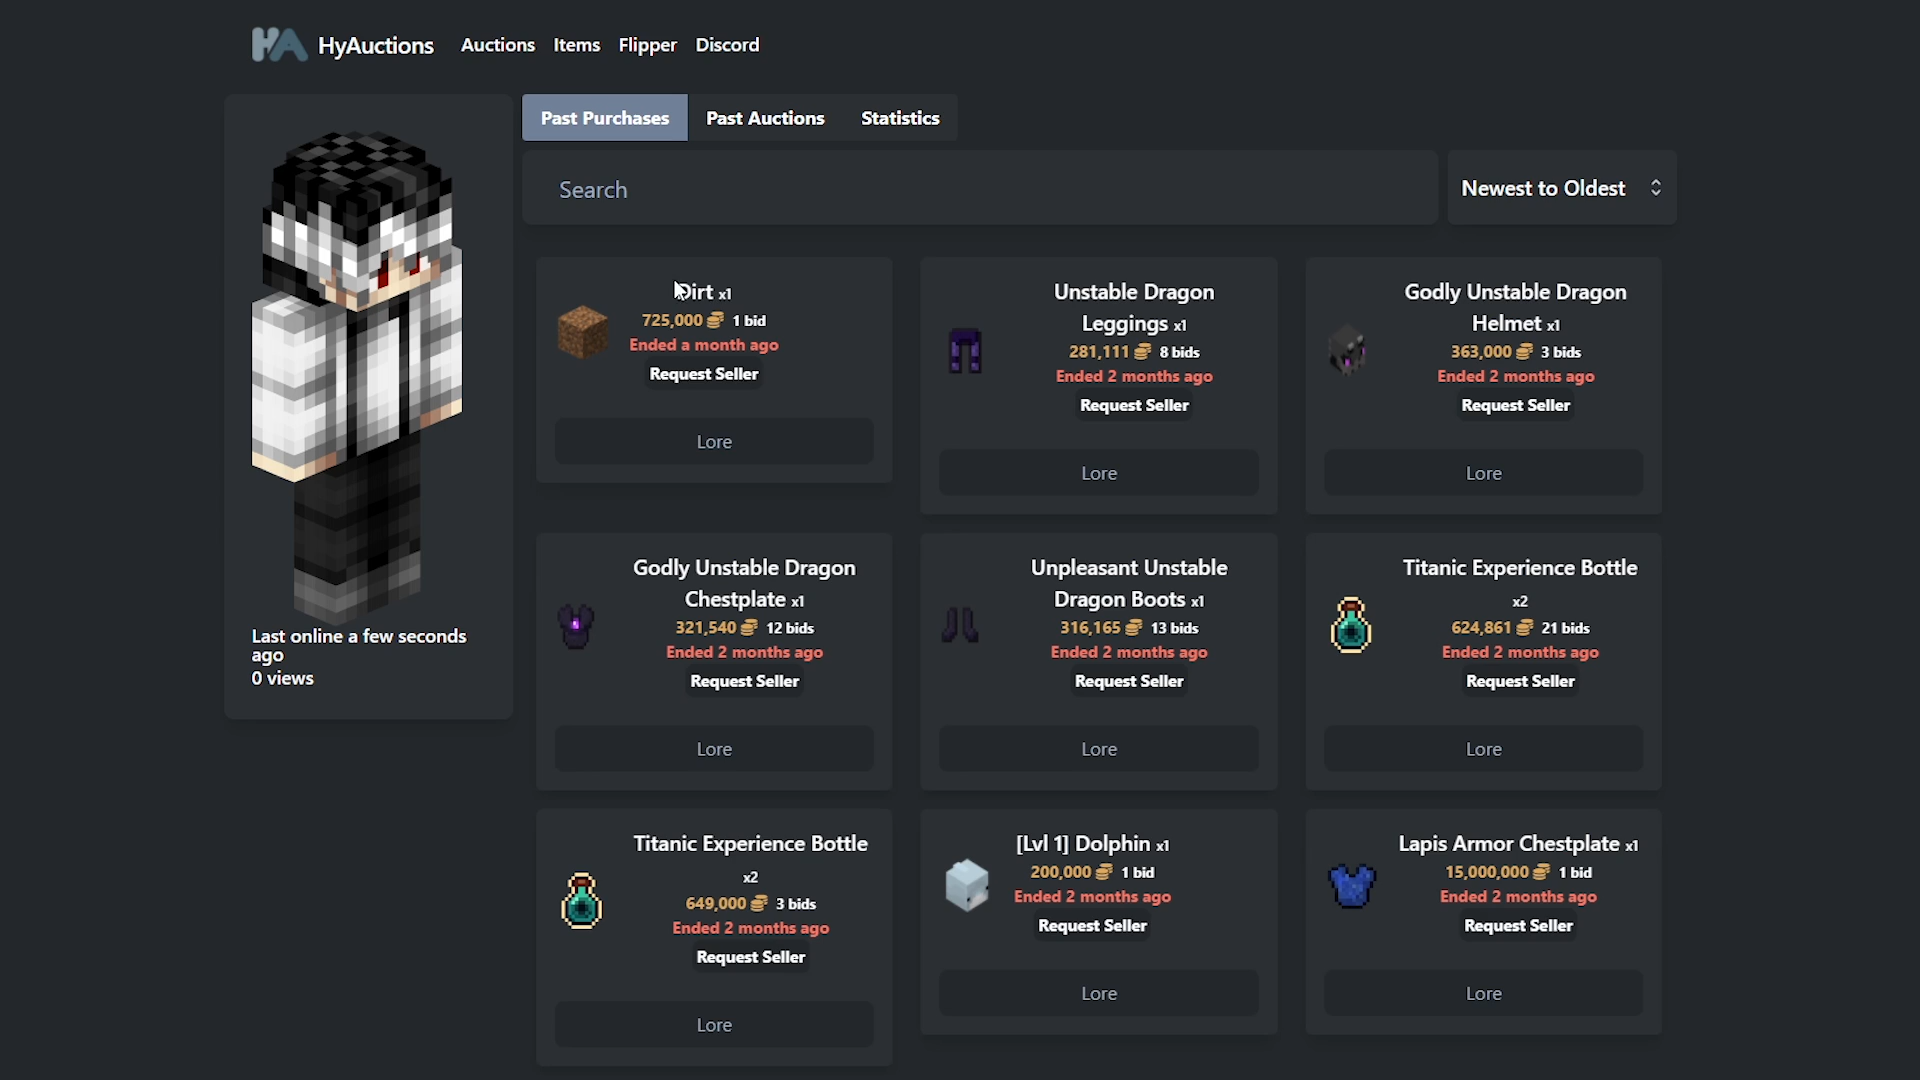 HA HyAuctions Auctions Items Flipper Discord
Past Purchases Past Auctions Statistics
Search
Newest to Oldest
Last online a few seconds
ago
0 views
Dirt x1
725,000 1 bid
Ended a month ago
Request Seller
Lore
Unstable Dragon
Leggings x1
281,111 8 bids
Ended 2 months ago
Request Seller
Lore
Godly Unstable Dragon
Helmet x1
363,000 3 bids
Ended 2 months ago
Request Seller
Lore
Godly Unstable Dragon
Chestplate x1
321,540 12 bids
Ended 2 months ago
Request Seller
Lore
Unpleasant Unstable
Dragon Boots x1
316,165 13 bids
Ended 2 months ago
Request Seller
Lore
Titanic Experience Bottle
x2
624,861 21 bids
Ended 2 months ago
Request Seller
Lore
Titanic Experience Bottle
x2
649,000 3 bids
Ended 2 months ago
Request Seller
Lore
[Lvl 1] Dolphin x1
200,000 1 bid
Ended 2 months ago
Request Seller
Lore
Lapis Armor Chestplate x1
15,000,000 1 bid
Ended 2 months ago
Request Seller
Lore